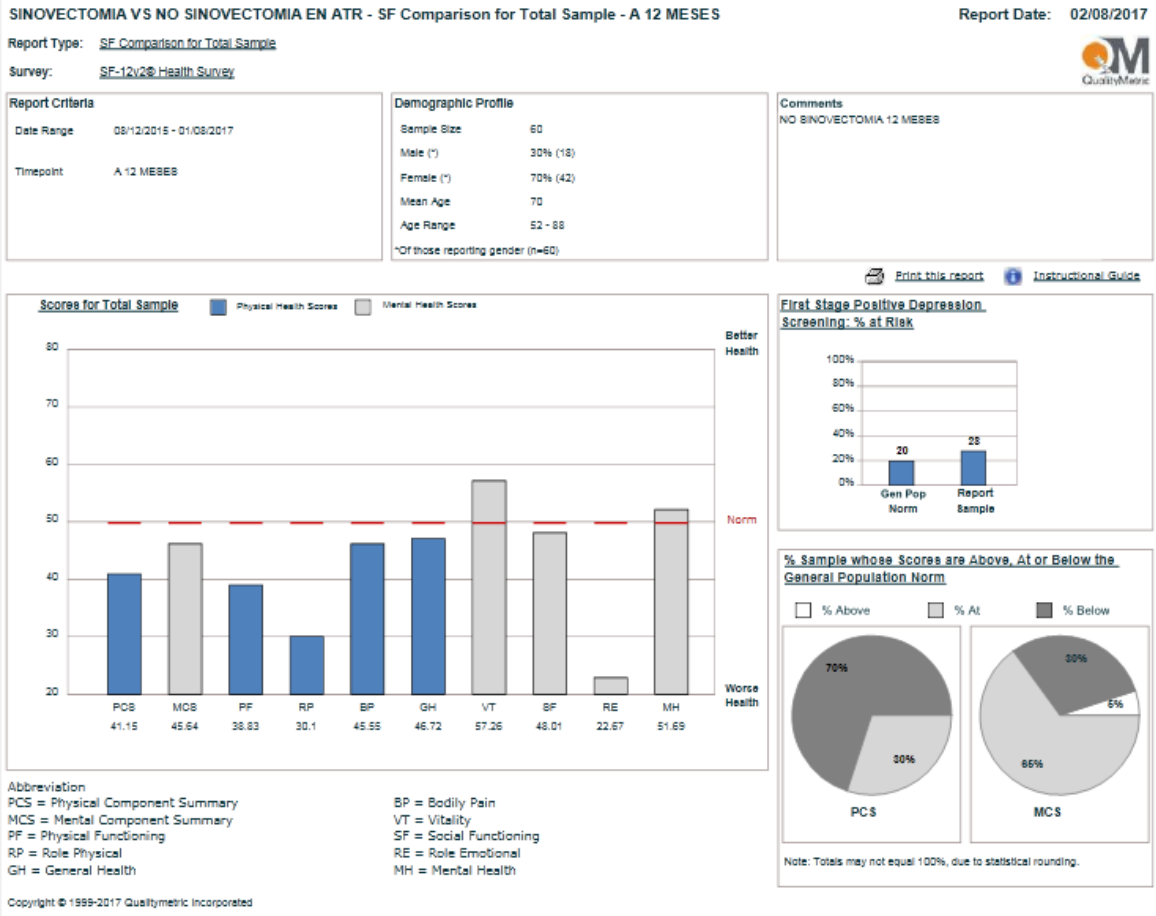 SINOVECTOMIA VS NO SINOVECTOMIA EN ATR - SF Comparison for Total Sample - A 12 MESES
Report Date: 02/08/2017
Report Type: SF Comparison for Total Sample
Survey: SF-12v2® Health Survey
QM
QualityMetric
Report Criteria
Date Range 08/12/2015 - 01/08/2017
Timepoint A 12 MESES
Demographic Profile
Sample Size 60
Male (*) 30% (18)
Female (*) 70% (42)
Mean Age 70
Age Range 52 - 88
*Of those reporting gender (n=60)
Comments
NO SINOVECTOMIA 12 MESES
Print this report
Instructional Guide
Scores for Total Sample
Physical Health Scores
Mental Health Scores
Better
Health
80
70
60
50
40
30
20
Norm
Worse
Health
PCS MCS PF RP BP GH VT SF RE MH
41.15 45.64 38.83 30.1 45.55 46.72 57.26 48.01 22.67 51.69
First Stage Positive Depression
Screening: % at Risk
100%
80%
60%
40%
20%
0%
20
28
Gen Pop
Norm
Report
Sample
% Sample whose Scores are Above, At or Below the
General Population Norm
% Above
% At
% Below
70%
30%
PCS
30%
5%
65%
MCS
Note: Totals may not equal 100%, due to statistical rounding.
Abbreviation
PCS = Physical Component Summary
MCS = Mental Component Summary
PF = Physical Functioning
RP = Role Physical
GH = General Health
BP = Bodily Pain
VT = Vitality
SF = Social Functioning
RE = Role Emotional
MH = Mental Health
Copyright © 1999-2017 Qualitymetric Incorporated